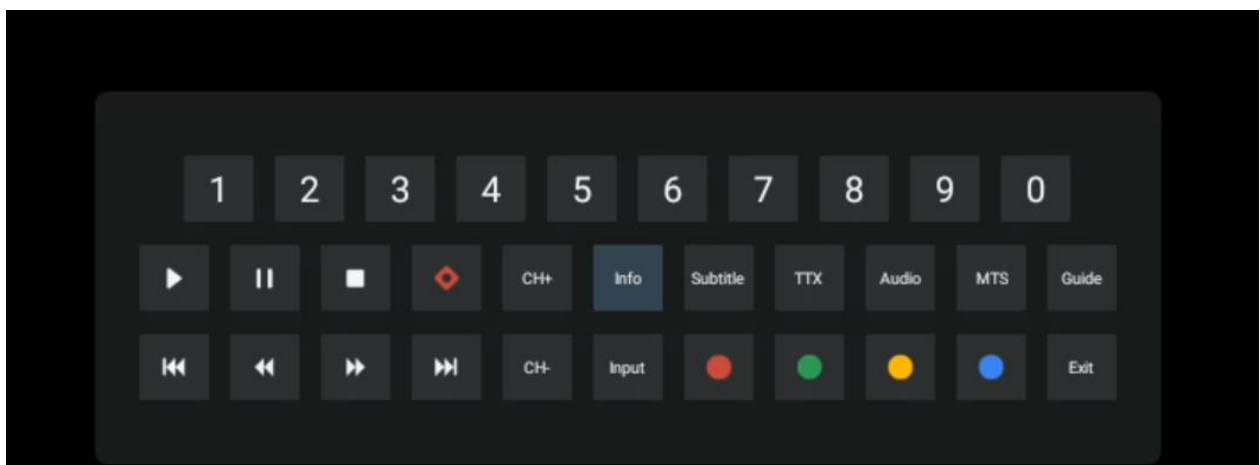 1 2 3 4 5 6 7 8 9 0
CH+ Info Subtitle TTX Audio MTS Guide
CH- Input Exit